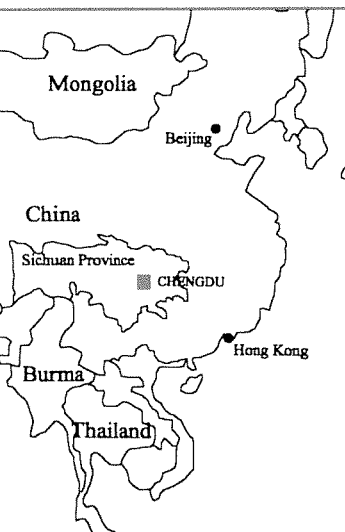 Mongolia
Beijing
China
Sichuan Province
CHENGDU
Hong Kong
Burma
Thailand